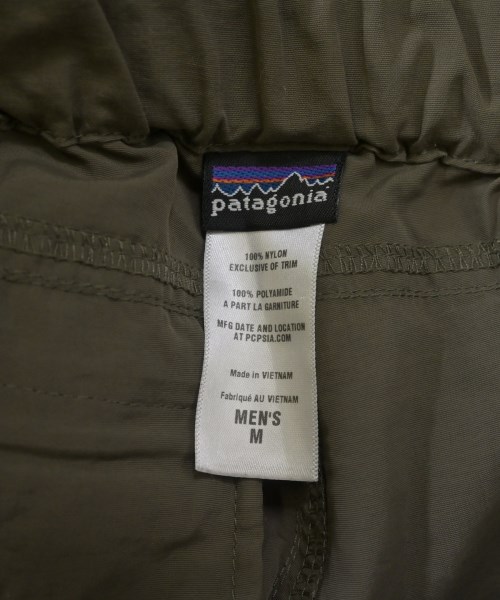 patagonia
100% NYLON
EXCLUSIVE OF TRIM
100% POLYAMIDE
A PART LA GARNITURE
MFG DATE AND LOCATION
AT PCPSIA.COM
Made in VIETNAM
Fabriqué AU VIETNAM
MEN'S
M